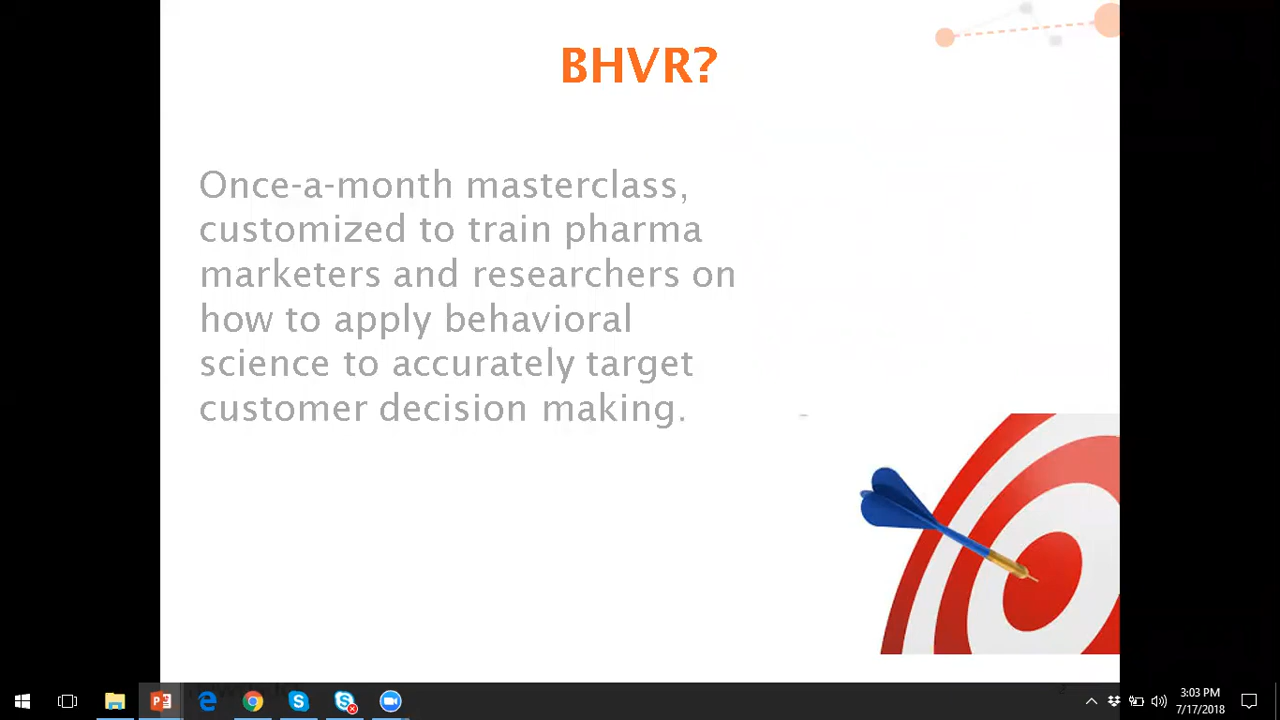 BHVR?
Once-a-month masterclass,
customized to train pharma
marketers and researchers on
how to apply behavioral
science to accurately target
customer decision making.
3:03 PM
7/17/2018